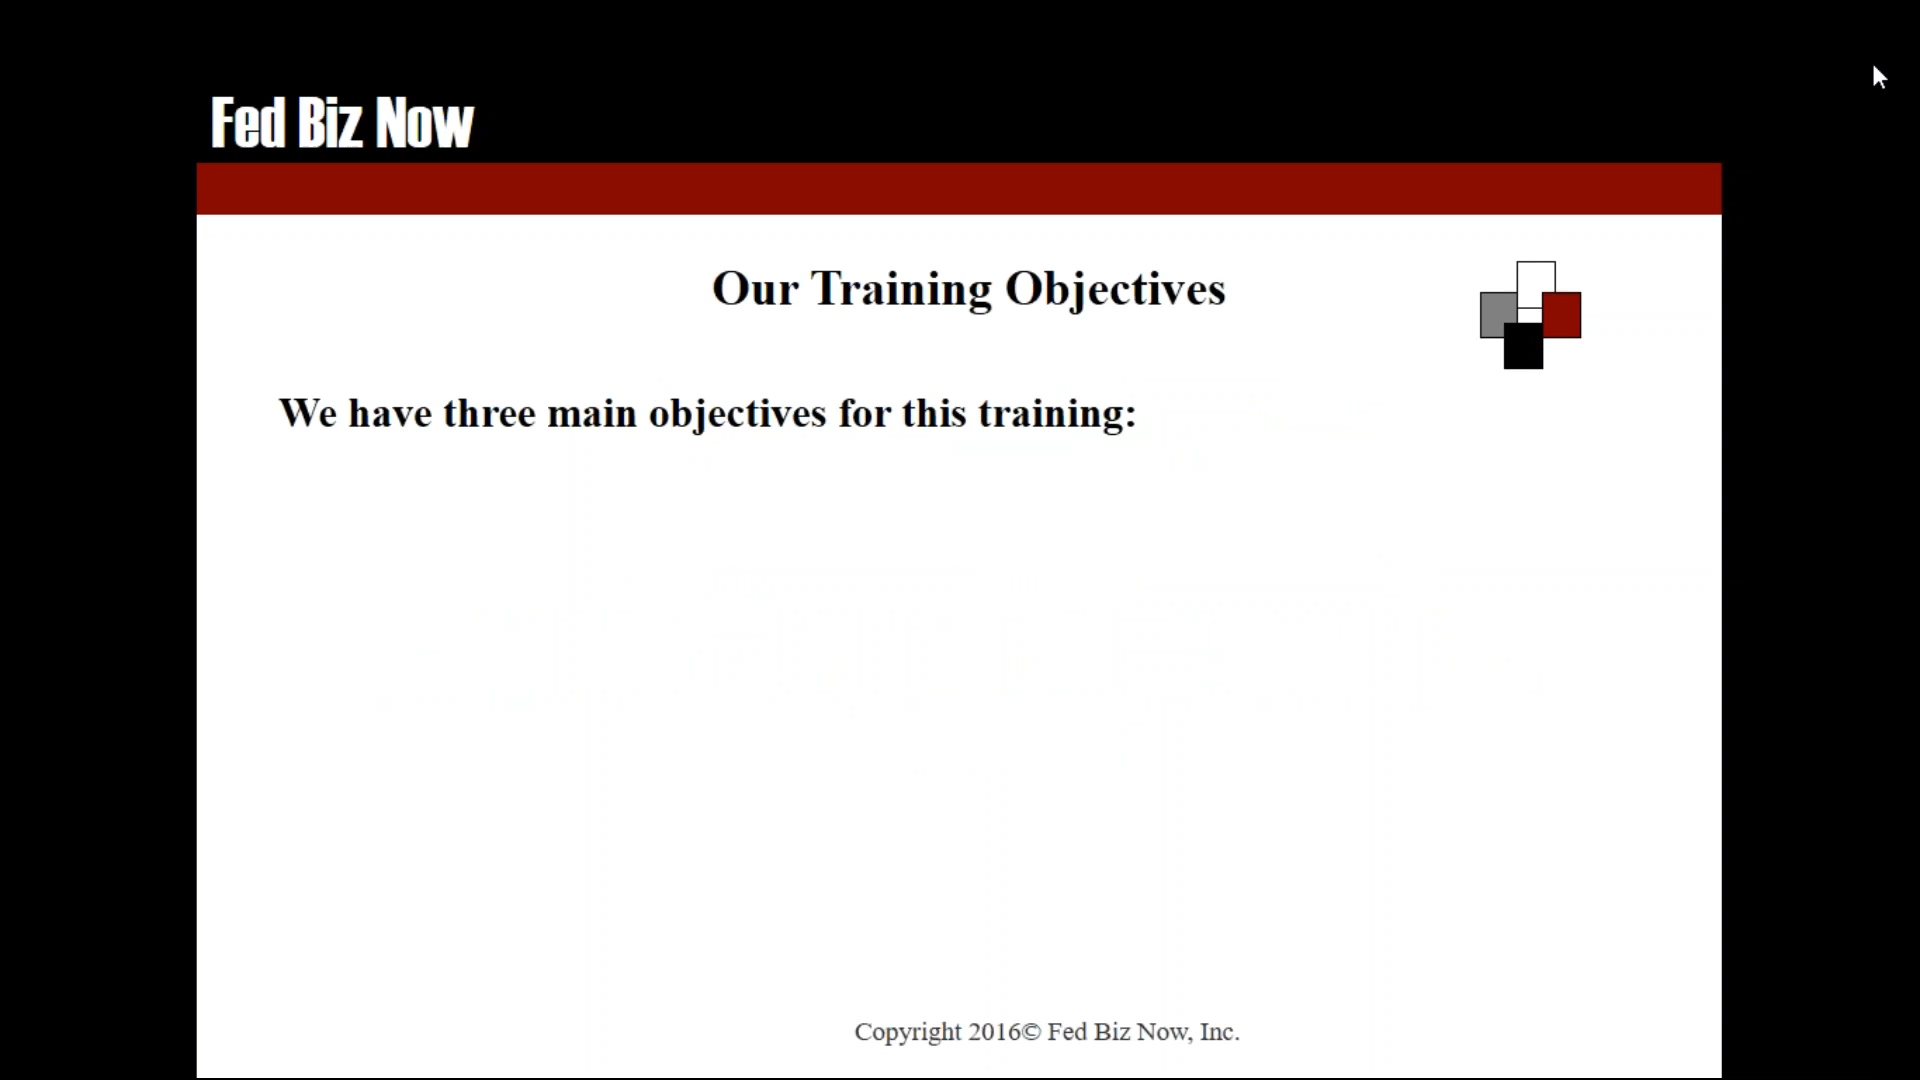 Fed Biz Now
Our Training Objectives
We have three main objectives for this training:
Copyright 2016© Fed Biz Now, Inc.